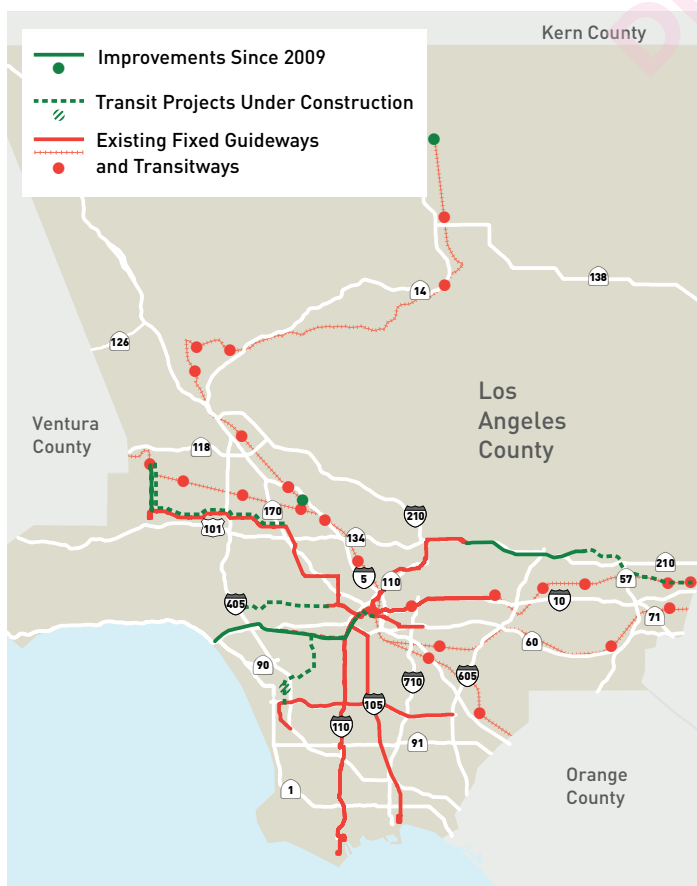 Kern County
Improvements Since 2009
Transit Projects Under Construction
Existing Fixed Guideways
and Transitways
138
14
126
Los
Angeles
County
Ventura
County
118
170
210
101
134
5
110
210
57
405
10
71
60
90
710
605
105
110
91
1
Orange
County